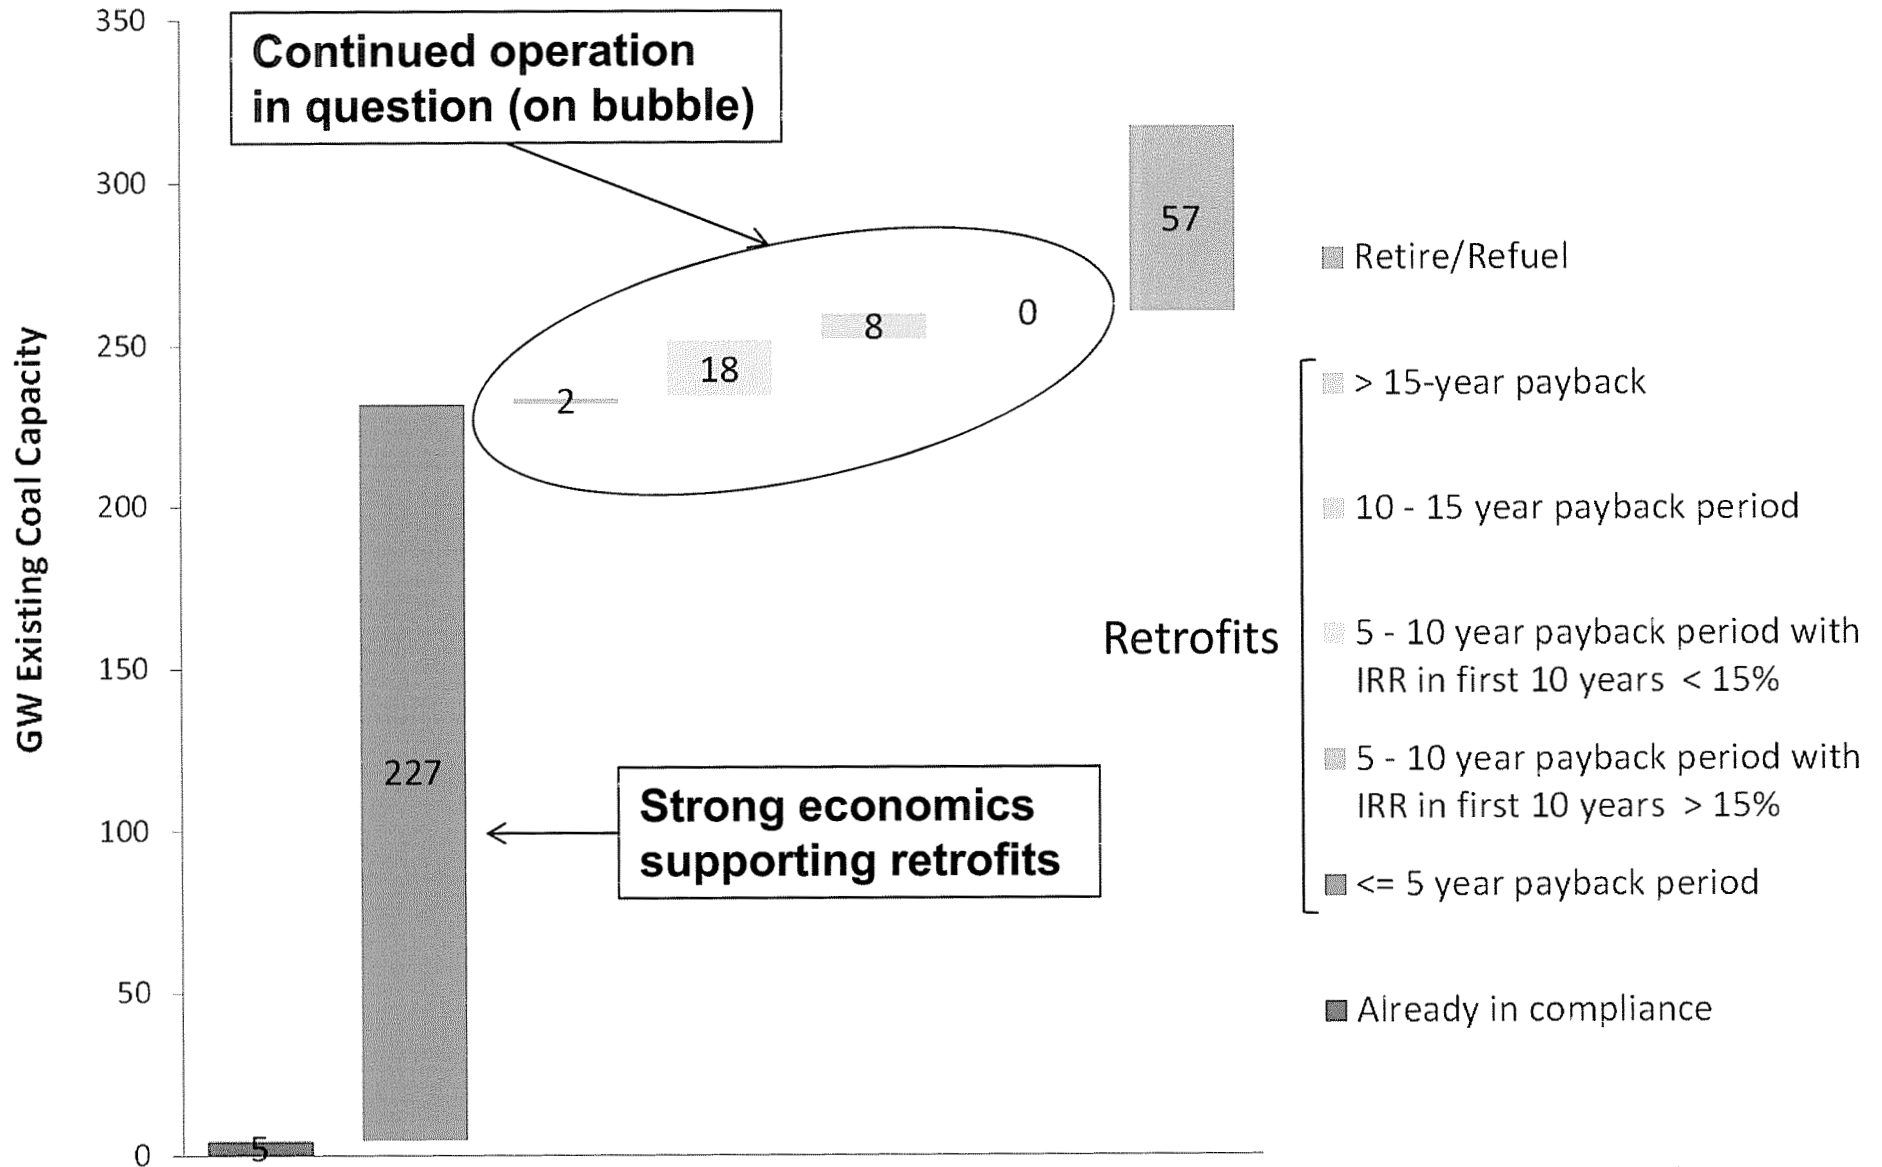 350
300
250
200
150
100
50
0
GW Existing Coal Capacity
Continued operation
in question (on bubble)
5
227
2
18
8
0
57
Strong economics
supporting retrofits
Retire/Refuel
Retrofits
> 15-year payback
10 - 15 year payback period
5 - 10 year payback period with
IRR in first 10 years < 15%
5 - 10 year payback period with
IRR in first 10 years > 15%
<= 5 year payback period
Already in compliance